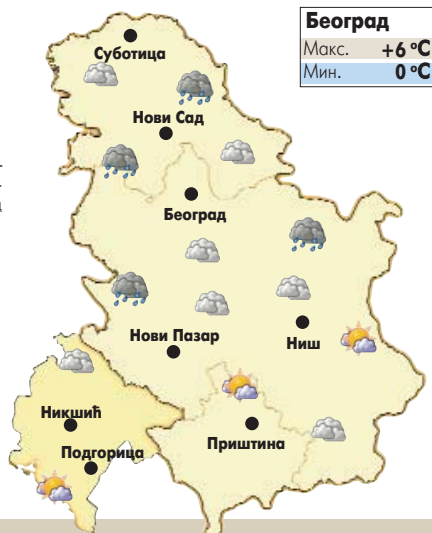 Београд
Макс. +6 °C
Мин. 0 °C
Суботица
Нови Сад
Београд
Нови Пазар
Ниш
Никшић
Приштина
Подгорица